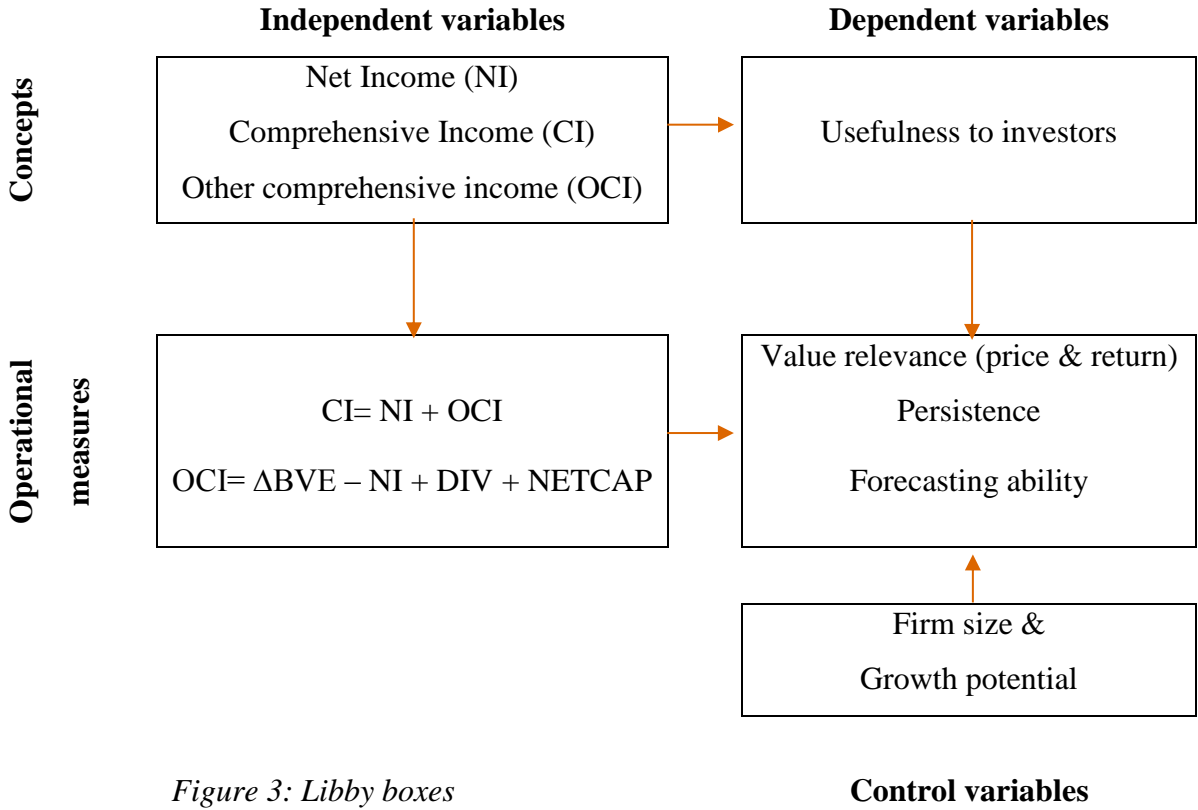 Independent variables
Dependent variables
Concepts
Net Income (NI)
Comprehensive Income (CI)
Other comprehensive income (OCI)
Usefulness to investors
Operational
measures
CI= NI + OCI
OCI= ΔBVE – NI + DIV + NETCAP
Value relevance (price & return)
Persistence
Forecasting ability
Firm size &
Growth potential
Figure 3: Libby boxes
Control variables